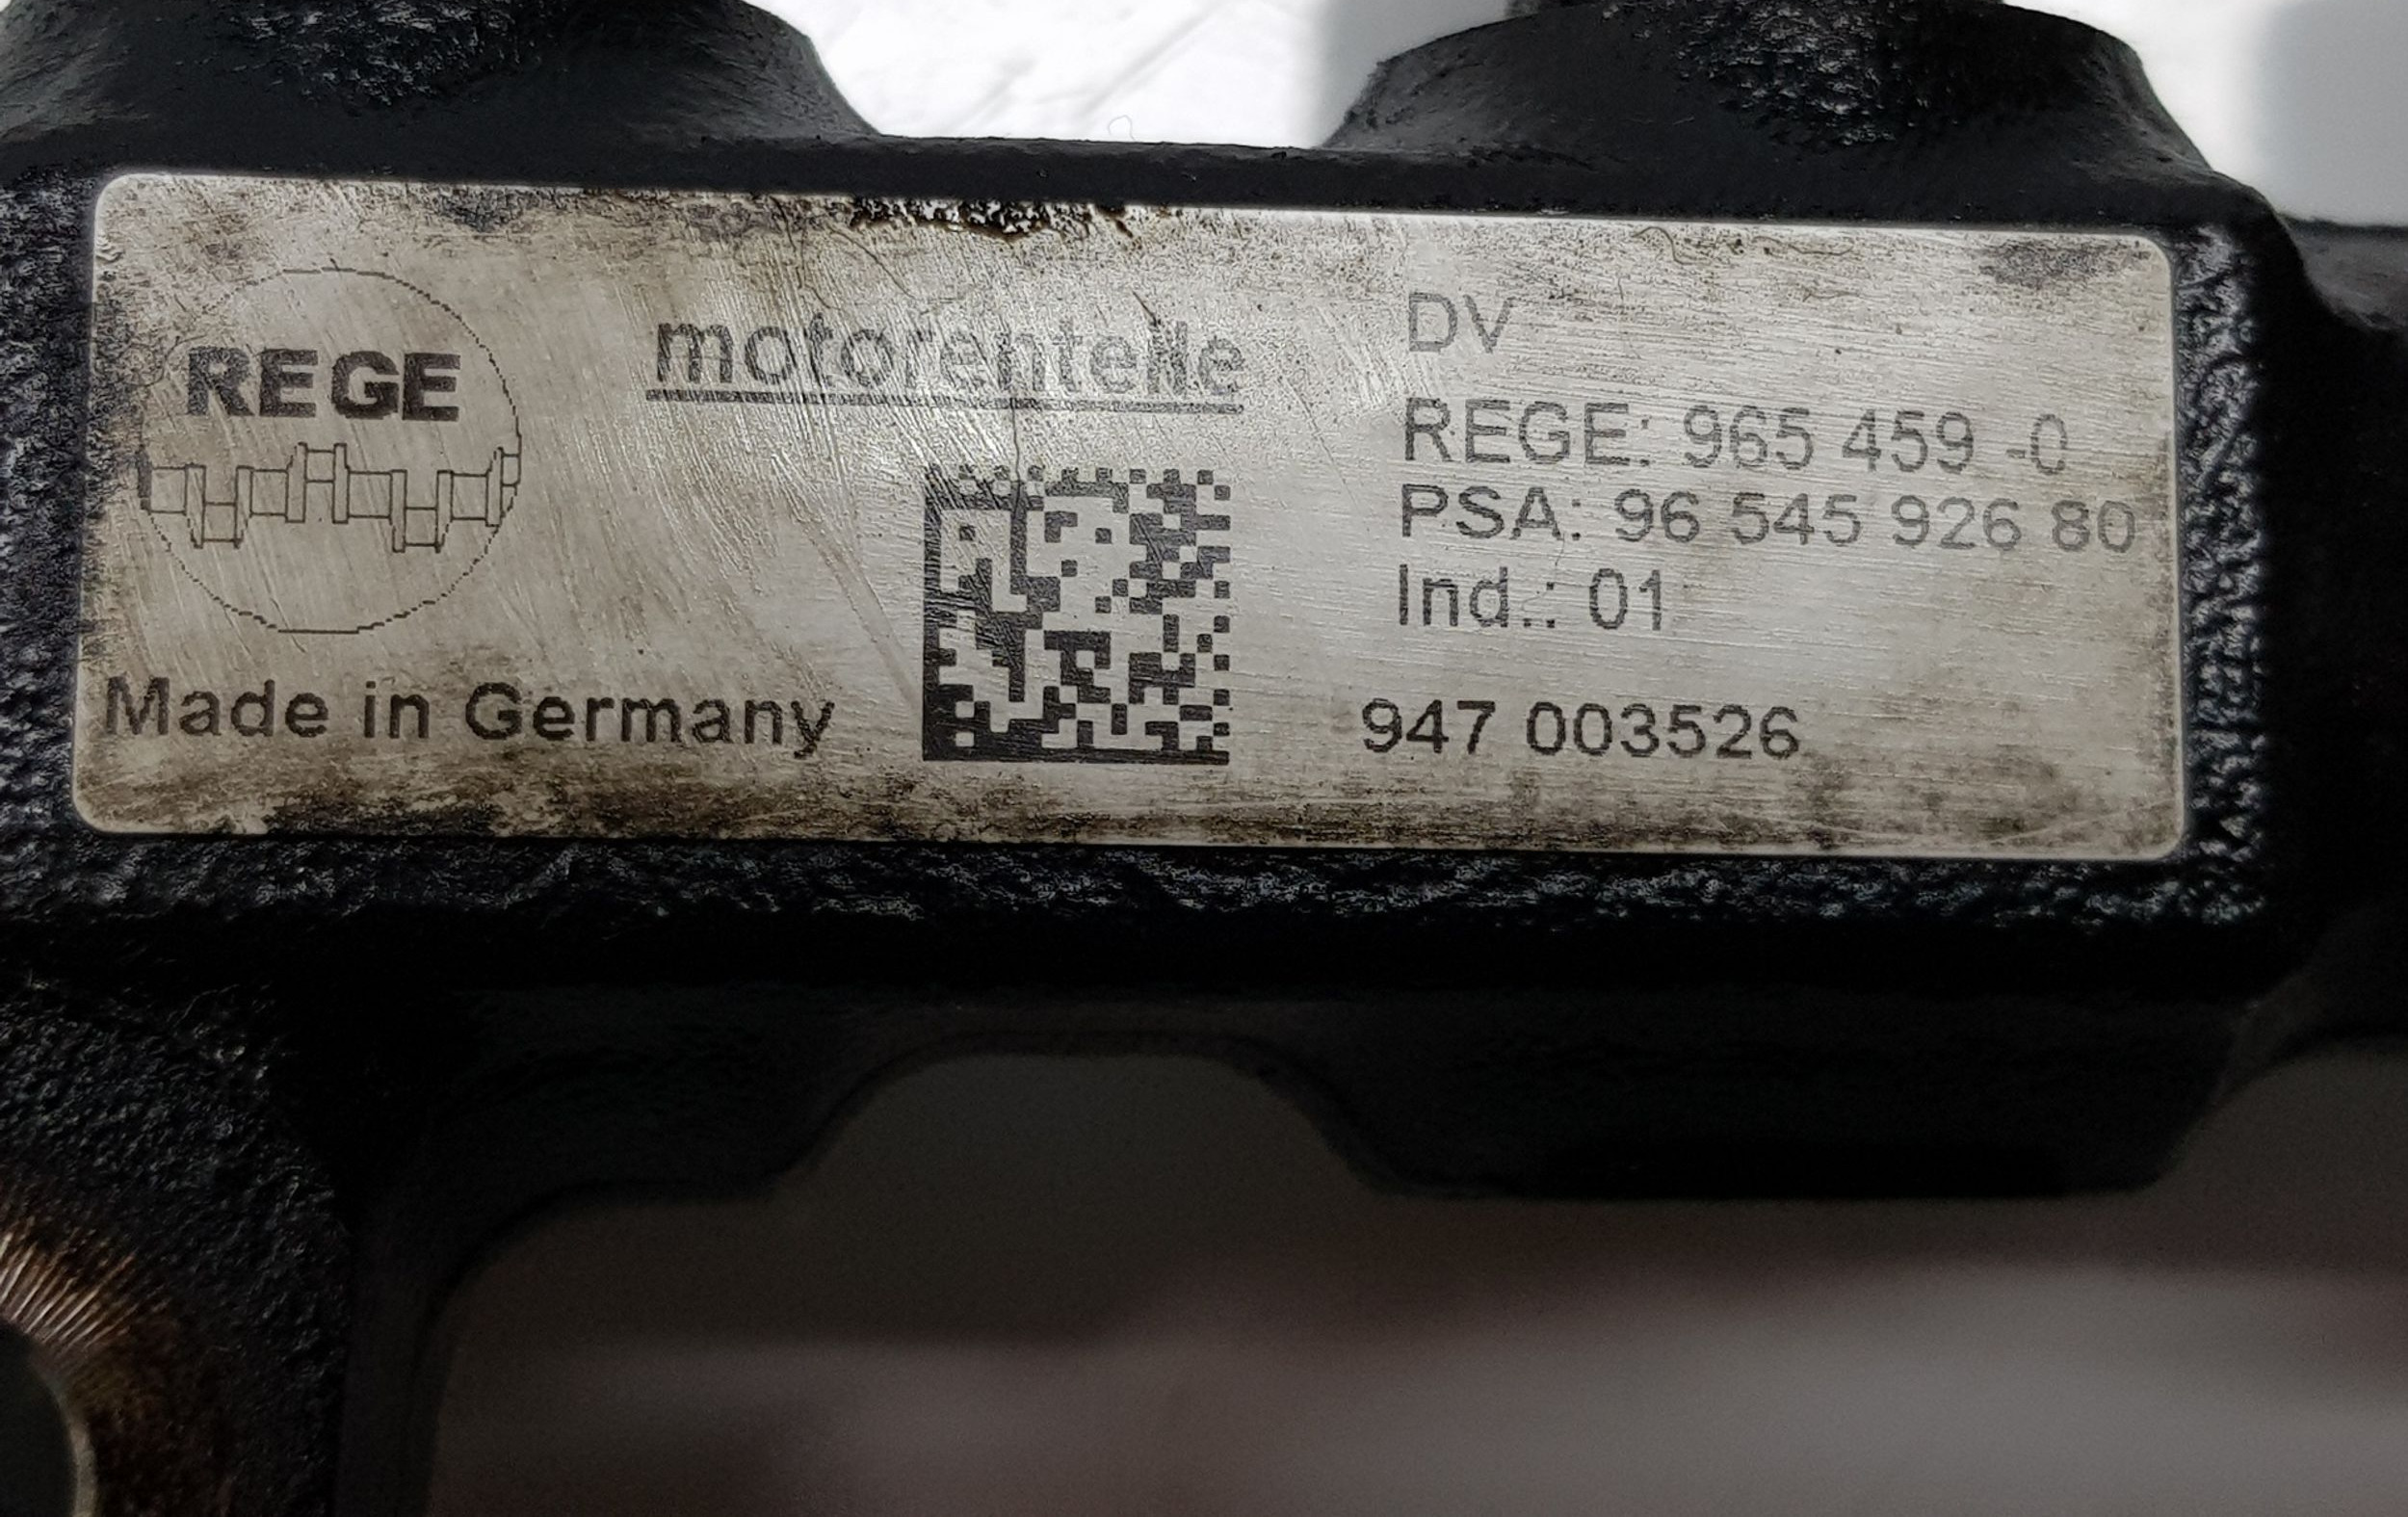 REGE
motorenteile
Made in Germany
DV
REGE: 965 459 -0
PSA: 96 545 926 80
Ind.: 01
947 003526